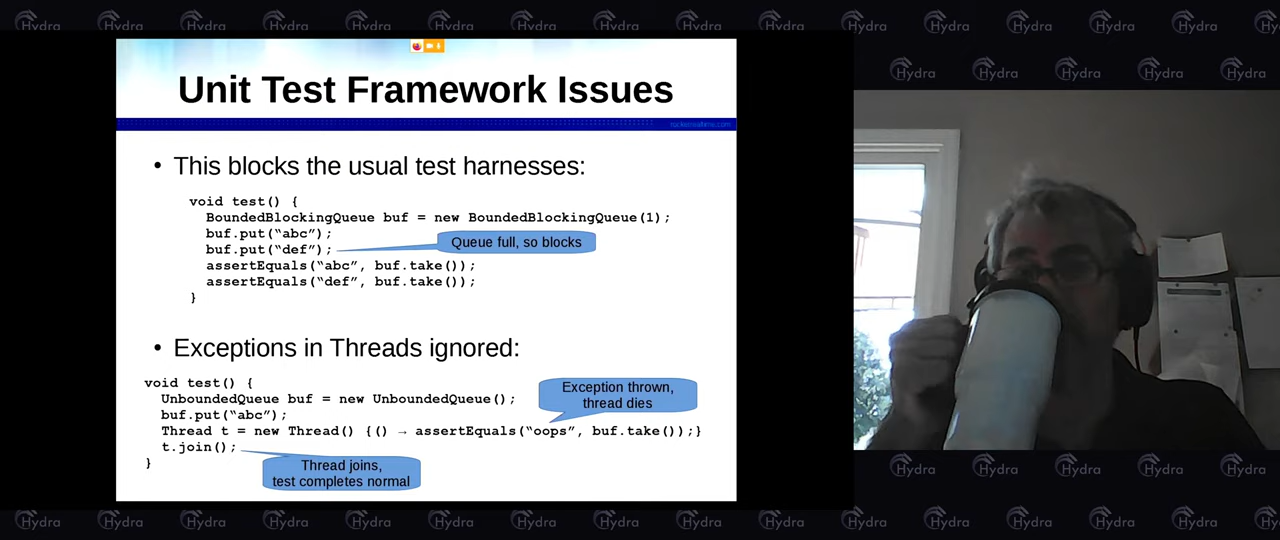 Hydra Hydra Hydra Hydra Hydra Hydra Hydra Hydra Hydra Hydra Hydra Hydra Hydra Hydra Hydra
Hydra Hydra Hydra Hydra Hydra
Unit Test Framework Issues
• This blocks the usual test harnesses:
void test() {
BoundedBlockingQueue buf = new BoundedBlockingQueue(1);
buf.put(“abc”);
buf.put(“def”);
Queue full, so blocks
assertEquals(“abc”, buf.take());
assertEquals(“def”, buf.take());
}
• Exceptions in Threads ignored:
void test() {
UnboundedQueue buf = new UnboundedQueue();
Exception thrown,
thread dies
buf.put(“abc”);
Thread t = new Thread() {() → assertEquals(“oops”, buf.take());}
t.join();
Thread joins,
test completes normal
}
Hydra Hydra Hydra Hydra Hydra
Hydra Hydra Hydra Hydra Hydra Hydra Hydra Hydra Hydra Hydra Hydra Hydra Hydra Hydra Hydra